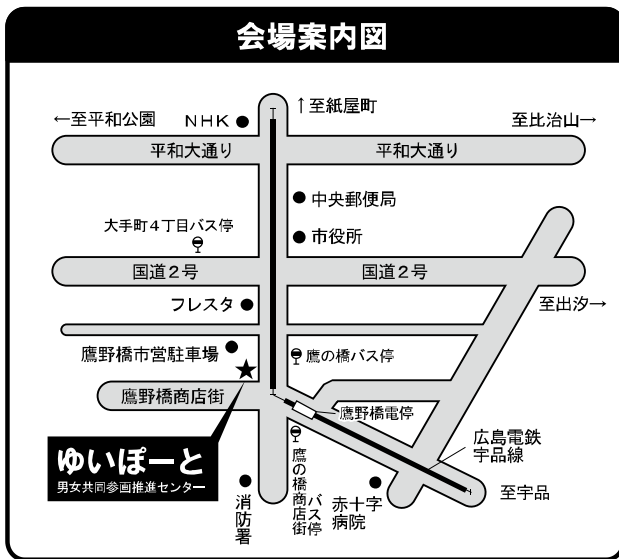 会場案内図
↑至紙屋町
←至平和公園
NHK
至比治山→
平和大通り
平和大通り
中央郵便局
大手町4丁目バス停
市役所
国道2号
国道2号
フレスタ
至出汐→
鷹野橋市営駐車場
鷹の橋バス停
鷹野橋商店街
鷹野橋電停
ゆいぽーと
男女共同参画推進センター
広島電鉄
宇品線
鷹の橋商店街
バス停
消防署
赤十字
病院
至宇品